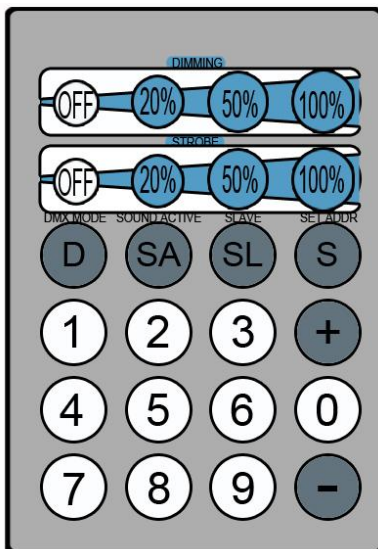 DIMMING
OFF 20% 50% 100%
STROBE
OFF 20% 50% 100%
DMX MODE SOUND ACTIVE SLAVE SET ADDR
D SA SL S
1 2 3 +
4 5 6 0
7 8 9 -